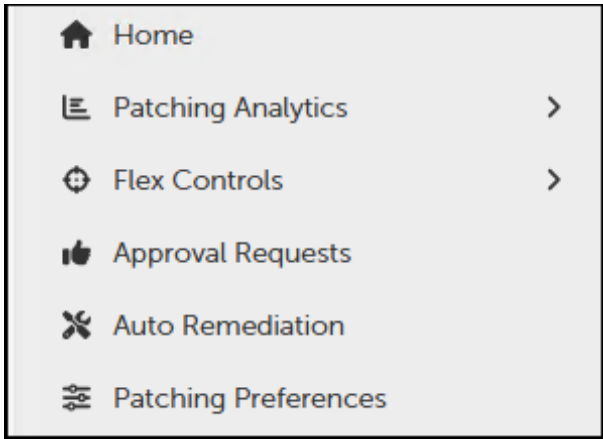 Home
Patching Analytics
Flex Controls
Approval Requests
Auto Remediation
Patching Preferences